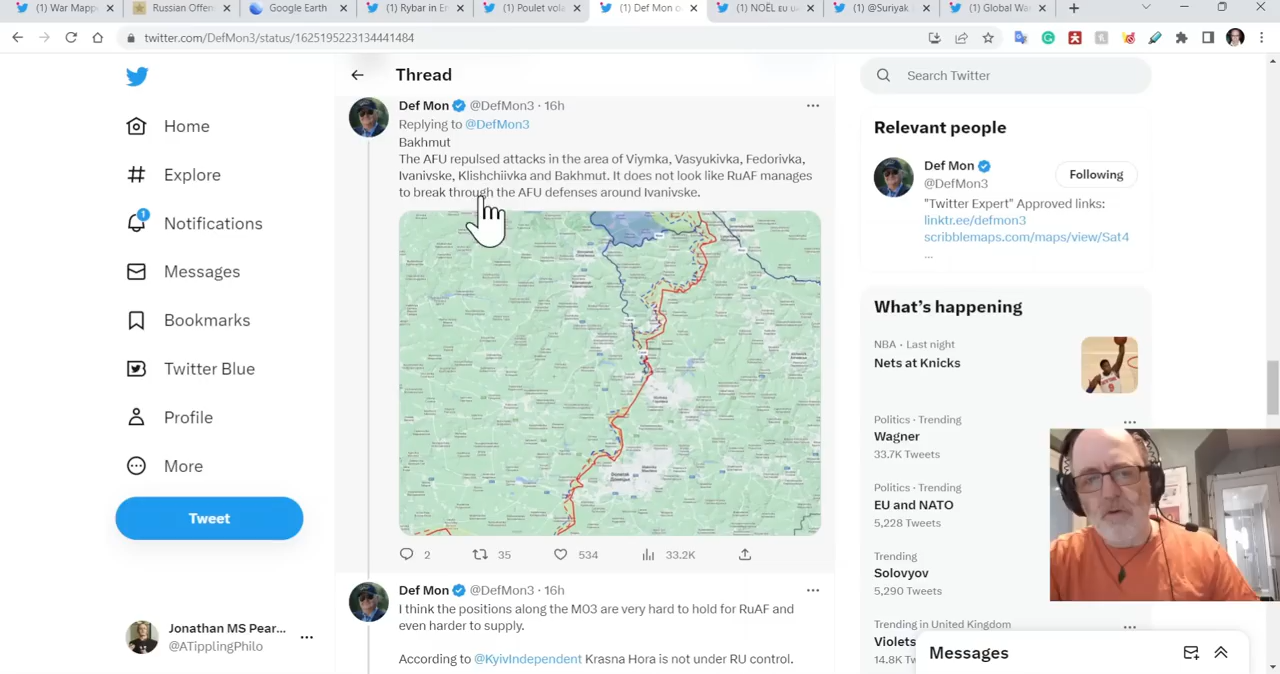 (1) War Mappe
Russian Offen
Google Earth
(1) Rybar in E
(1) Poulet vola
(1) Def Mon o
(1) NOËL EU U
(1) @Suriyak
(1) Global Wa
twitter.com/DefMon3/status/1625195223134441484
Home
Explore
1
Notifications
Messages
Bookmarks
Twitter Blue
Profile
More
Tweet
Jonathan MS Pear...
@ATipplingPhilo
Thread
Def Mon @DefMon3 · 16h
Replying to @DefMon3
Bakhmut
The AFU repulsed attacks in the area of Viymka, Vasyukivka, Fedorivka,
Ivanivske, Klishchiivka and Bakhmut. It does not look like RuAF manages
to break through the AFU defenses around Ivanivske.
2 35 534 33.2K
Def Mon @DefMon3 · 16h
I think the positions along the M03 are very hard to hold for RuAF and
even harder to supply.
According to @KyivIndependent Krasna Hora is not under RU control.
Search Twitter
Relevant people
Def Mon
@DefMon3
Following
"Twitter Expert" Approved links:
linktr.ee/defmon3
scribblemaps.com/maps/view/Sat4
...
What's happening
NBA · Last night
Nets at Knicks
Politics · Trending
Wagner
33.7K Tweets
Politics · Trending
EU and NATO
5,228 Tweets
Trending
Solovyov
5,290 Tweets
Trending in United Kingdom
Violets
14.8K Tw
Messages